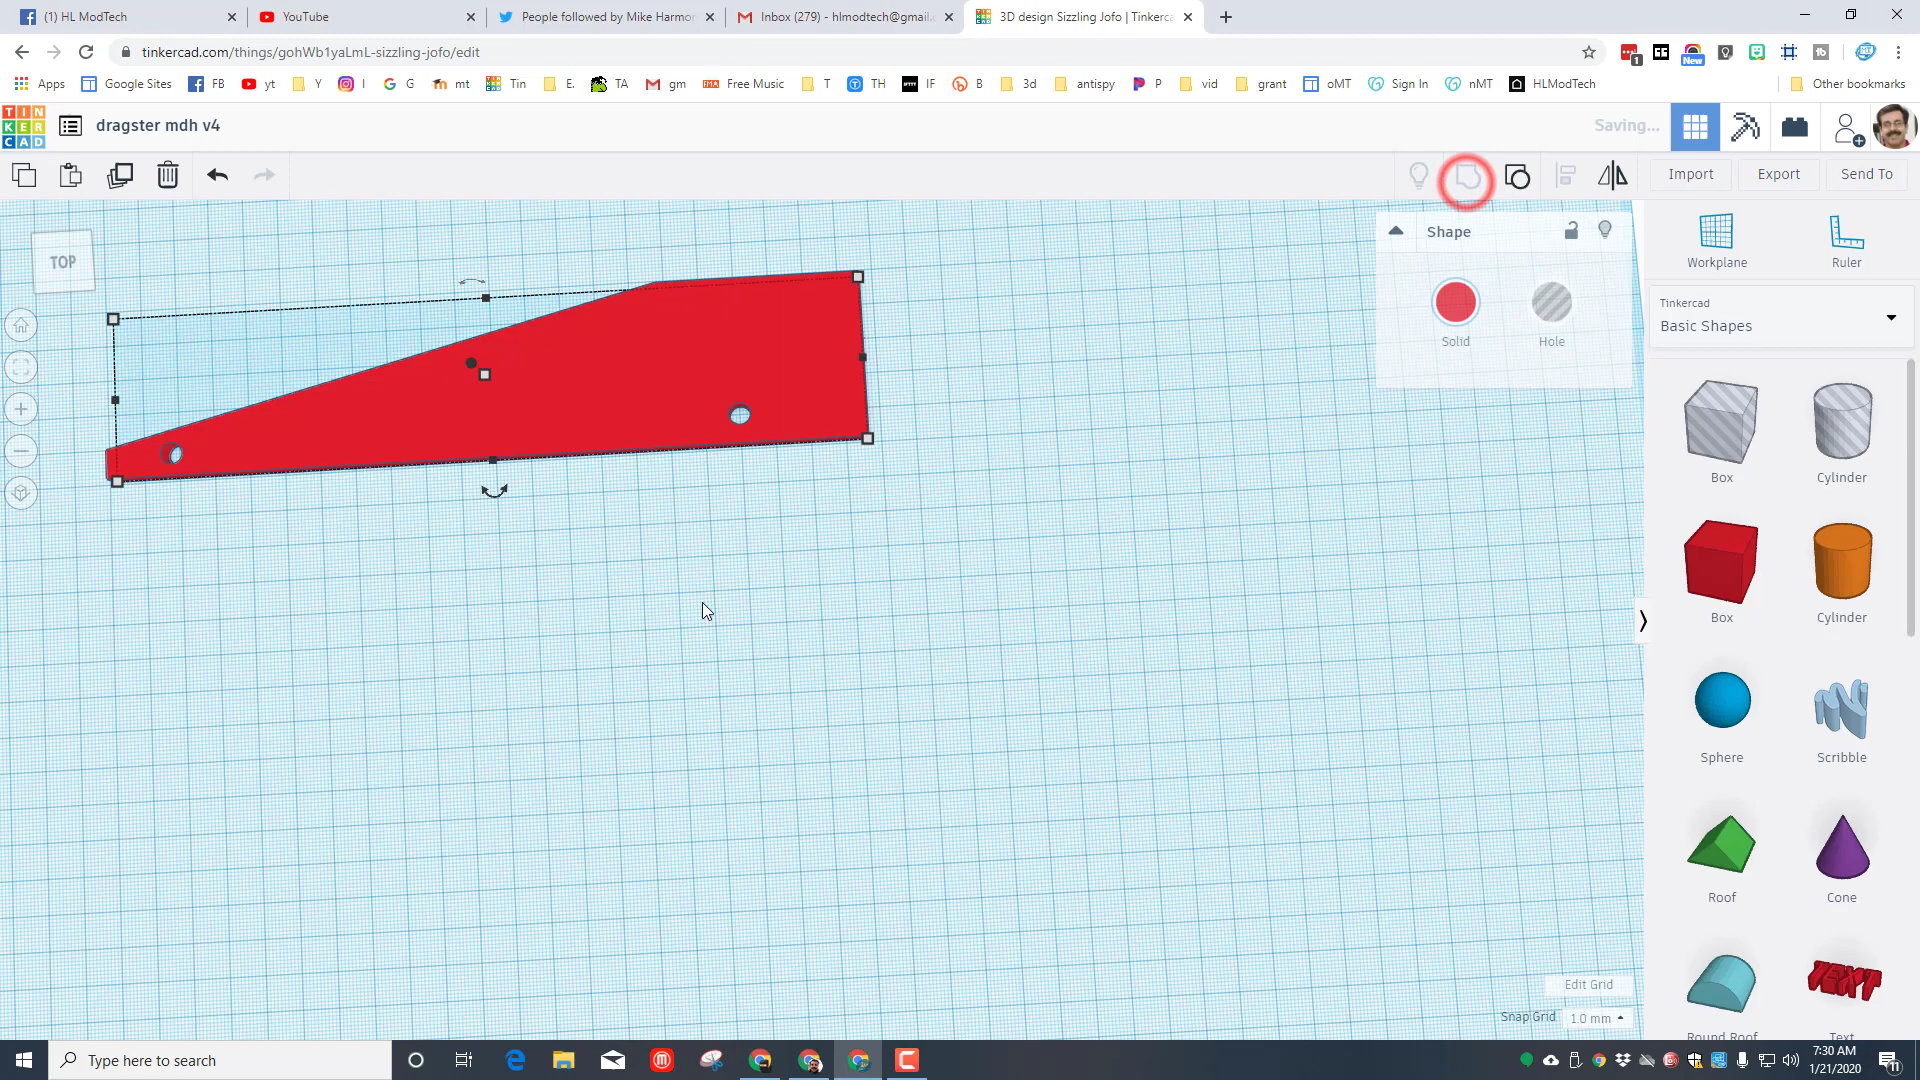 (1) HL ModTech
YouTube
People followed by Mike Harmor
Inbox (279) - hlmodtech@gmail.c
3D design Sizzling Jofo | Tinkerca
tinkercad.com/things/gohWb1yaLmL-sizzling-jofo/edit
1
New
Apps
Google Sites
FB
yt
Y
I
G
mt
Tin
E.
TA
gm
Free Music
T
TH
IF
B
3d
antispy
P
vid
grant
oMT
Sign In
nMT
HLModTech
Other bookmarks
TIN
KER
CAD
dragster mdh v4
Saving...
Import
Export
Send To
TOP
Shape
Solid
Hole
Workplane
Ruler
Tinkercad
Basic Shapes
Box
Cylinder
Box
Cylinder
Sphere
Scribble
Roof
Cone
TEXT
Round Roof
Text
Edit Grid
Snap Grid
1.0 mm
Type here to search
7:30 AM
1/21/2020
11